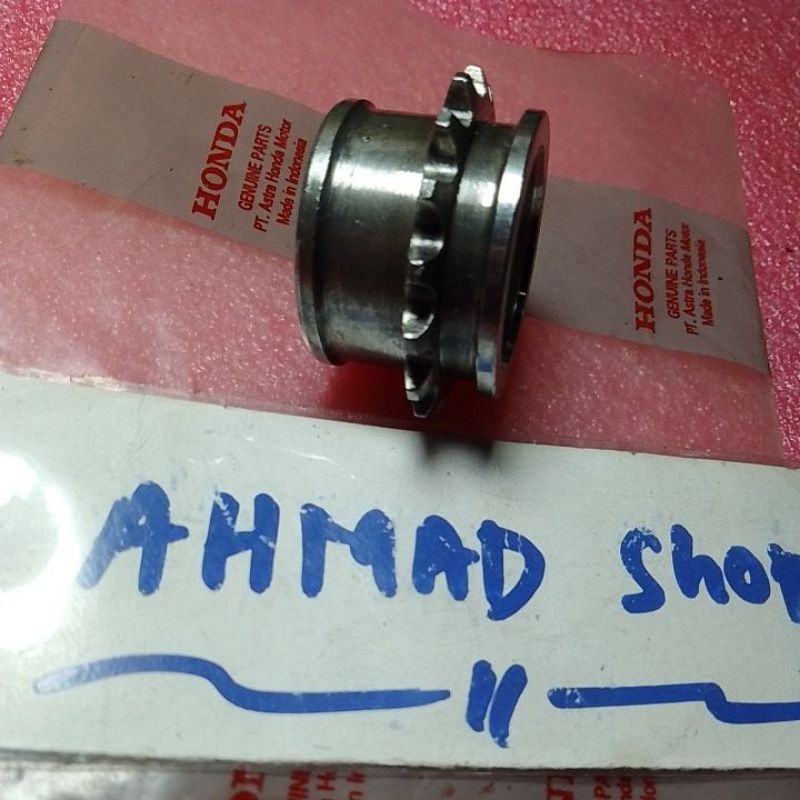 HONDA
GENUINE PARTS
PT. Astra Honda Motor
Made in Indonesia
HONDA
GENUINE PARTS
PT. Astra Honda Motor
Made in Indonesia
AHMAD Shop